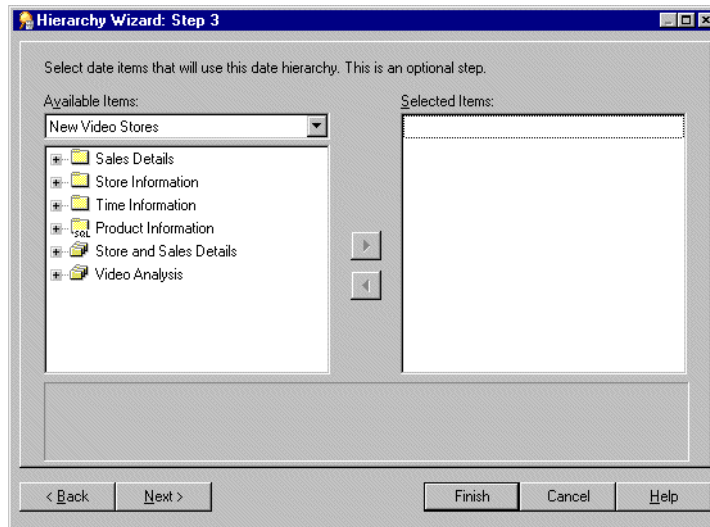 Hierarchy Wizard: Step 3
Select date items that will use this date hierarchy. This is an optional step.
Available Items:
New Video Stores
Sales Details
Store Information
Time Information
SQL Product Information
Store and Sales Details
Video Analysis
Selected Items:
< Back
Next >
Finish
Cancel
Help